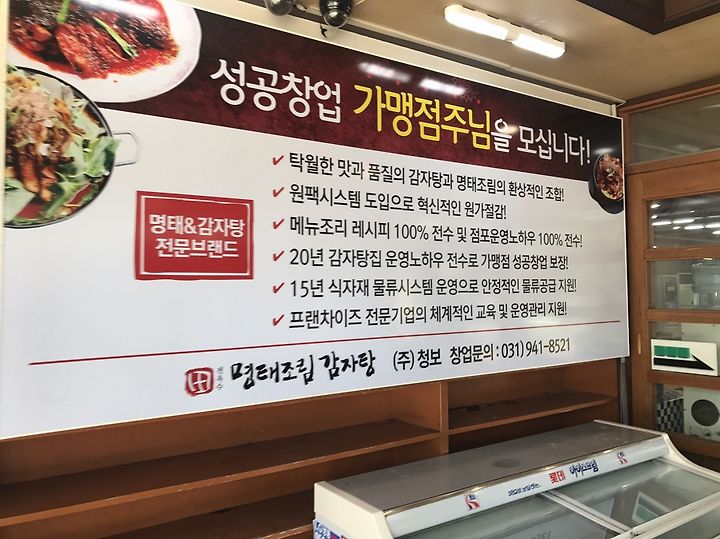 성공창업 가맹점주님을 모십니다!
명태&감자탕
전문브랜드
✓ 탁월한 맛과 품질의 감자탕과 명태조림의 환상적인 조합!
✓ 원팩시스템 도입으로 혁신적인 원가절감!
✓ 메뉴조리 레시피 100% 전수 및 점포운영노하우 100% 전수!
✓ 20년 감자탕집 운영노하우 전수로 가맹점 성공창업 보장!
✓ 15년 식자재 물류시스템 운영으로 안정적인 물류공급 지원!
✓ 프랜차이즈 전문기업의 체계적인 교육 및 운영관리 지원!
명태조림 감자탕 (주)청보 창업문의 : 031) 941-8521
롯데 아이스크림